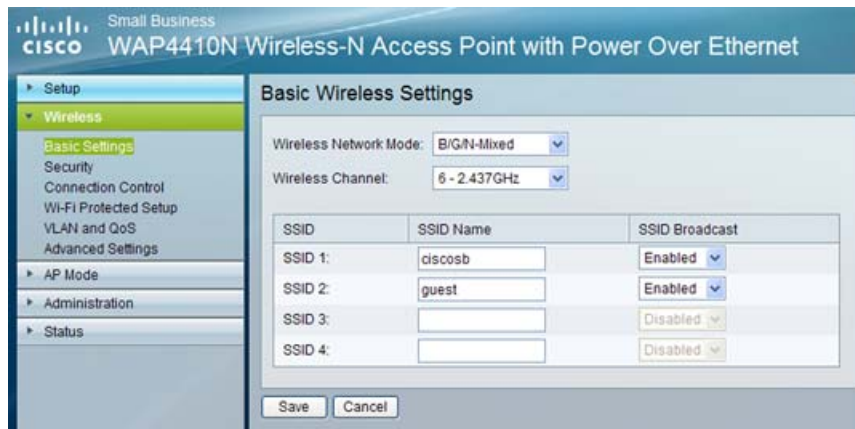 Small Business
CISCO WAP4410N Wireless-N Access Point with Power Over Ethernet
Setup
Wireless
Basic Settings
Security
Connection Control
Wi-Fi Protected Setup
VLAN and QoS
Advanced Settings
AP Mode
Administration
Status
Basic Wireless Settings
Wireless Network Mode: B/G/N-Mixed
Wireless Channel: 6 - 2.437GHz
SSID SSID Name SSID Broadcast
SSID 1: ciscosb Enabled
SSID 2: guest Enabled
SSID 3: Disabled
SSID 4: Disabled
Save Cancel